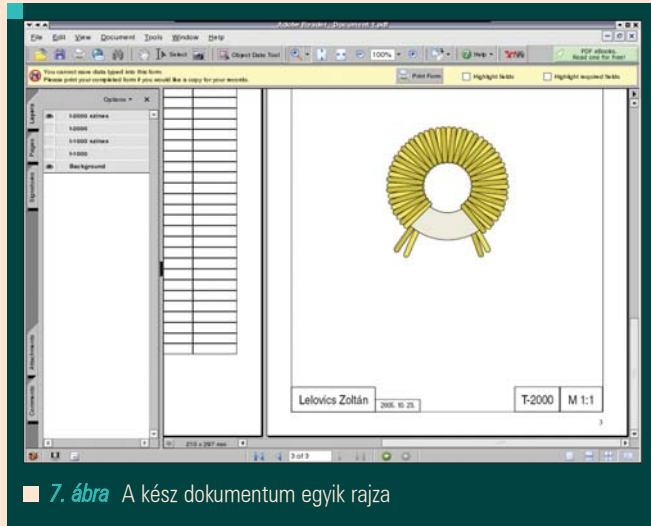 Adobe Reader - [Document 1.pdf]
File Edit View Document Tools Window Help
Select Object Data Tool 100% Help YAHOO! PDF eBooks.
Read one for free!
You cannot save data typed into this form.
Please print your completed form if you would like a copy for your records.
Print Form Highlight fields Highlight required fields
Options
Layers
Pages
Signatures
Attachments
Comments
t-2000 szines
t-2000
t-1000 szines
t-1000
Background
Lelovics Zoltán
2005. 10. 23.
T-2000
M 1:1
3
210 x 297 mm
3 of 3
7. ábra A kész dokumentum egyik rajza